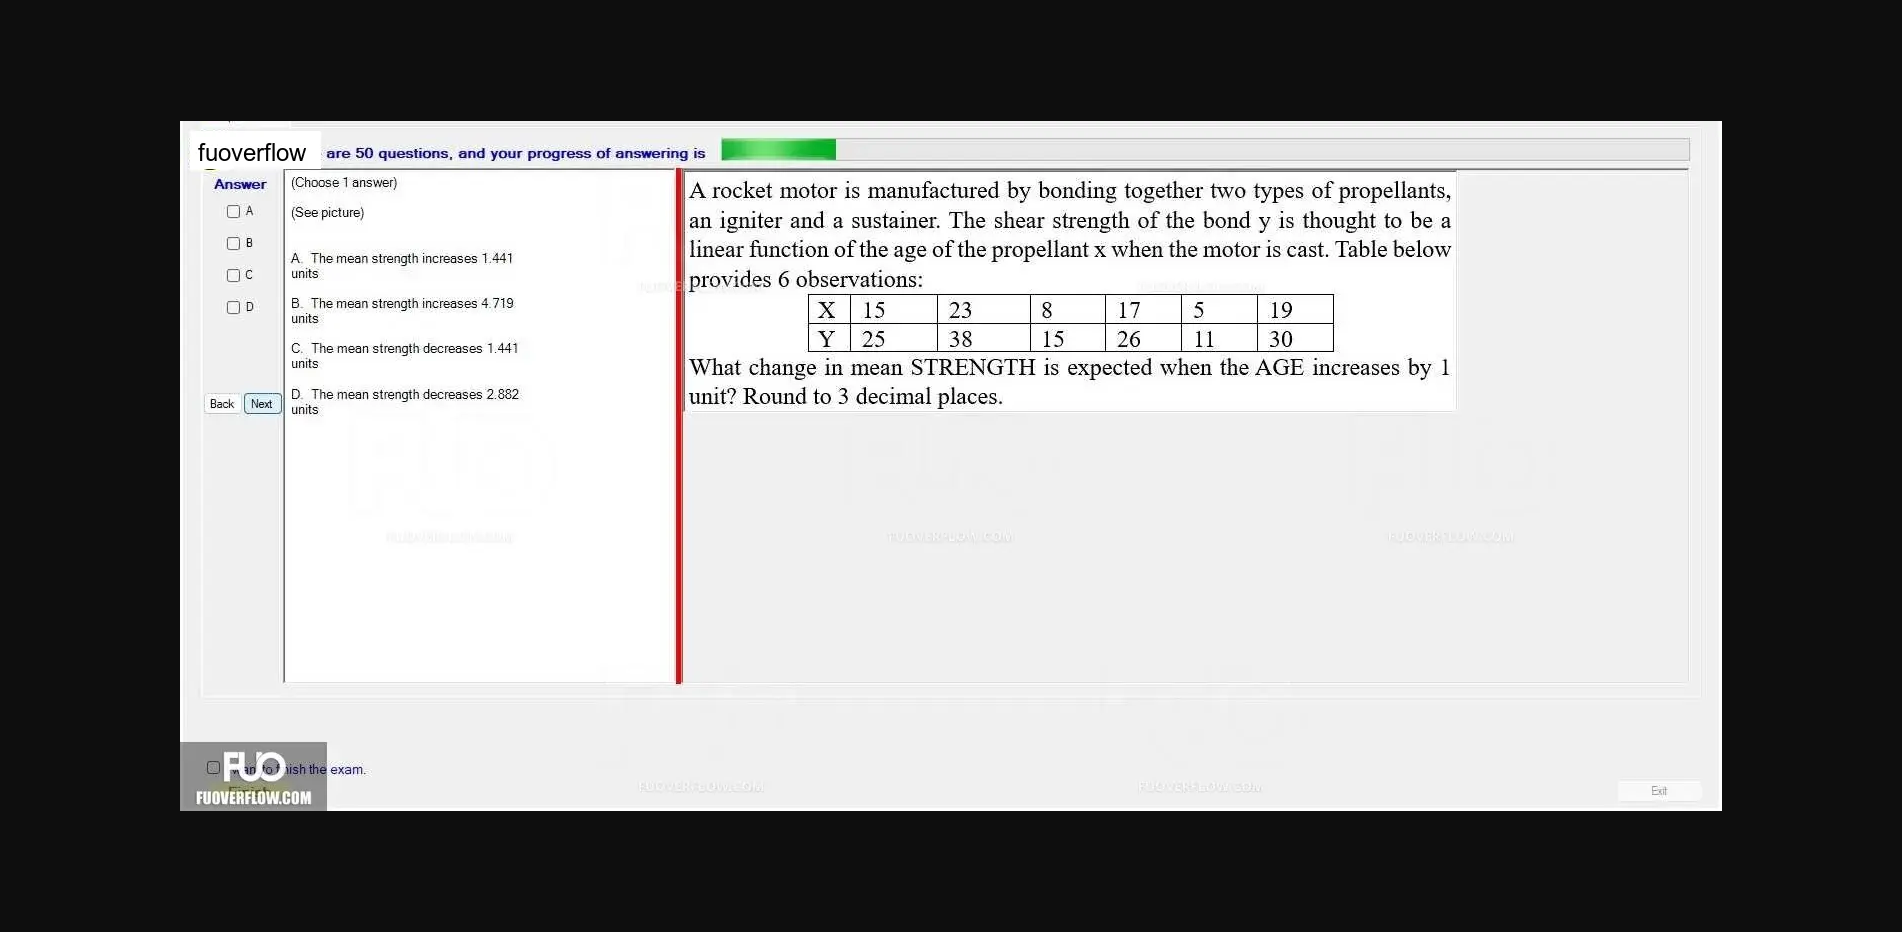 fuoverflow are 50 questions, and your progress of answering is
Answer
A
B
C
D
Back Next
(Choose 1 answer)
(See picture)
A. The mean strength increases 1.441
units
B. The mean strength increases 4.719
units
C. The mean strength decreases 1.441
units
D. The mean strength decreases 2.882
units
A rocket motor is manufactured by bonding together two types of propellants,
an igniter and a sustainer. The shear strength of the bond y is thought to be a
linear function of the age of the propellant x when the motor is cast. Table below
provides 6 observations:
X 15 23 8 17 5 19
Y 25 38 15 26 11 30
What change in mean STRENGTH is expected when the AGE increases by 1
unit? Round to 3 decimal places.
FUOVERFLOW.COM
FUOVERFLOW.COM
FUOVERFLOW.COM
FUO
the exam.
FUOVERFLOW.COM
FUOVERFLOW.COM
FUOVERFLOW.COM
Exit